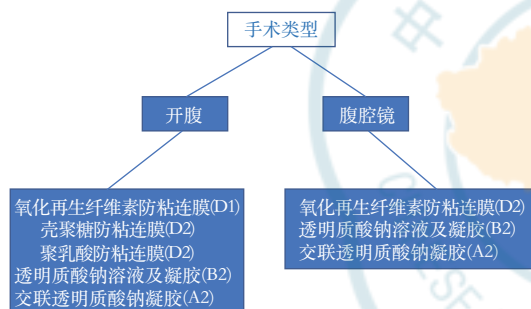 手术类型
开腹
腹腔镜
氧化再生纤维素防粘连膜(D1)
壳聚糖防粘连膜(D2)
聚乳酸防粘连膜(D2)
透明质酸钠溶液及凝胶(B2)
交联透明质酸钠凝胶(A2)
氧化再生纤维素防粘连膜(D2)
透明质酸钠溶液及凝胶(B2)
交联透明质酸钠凝胶(A2)
中